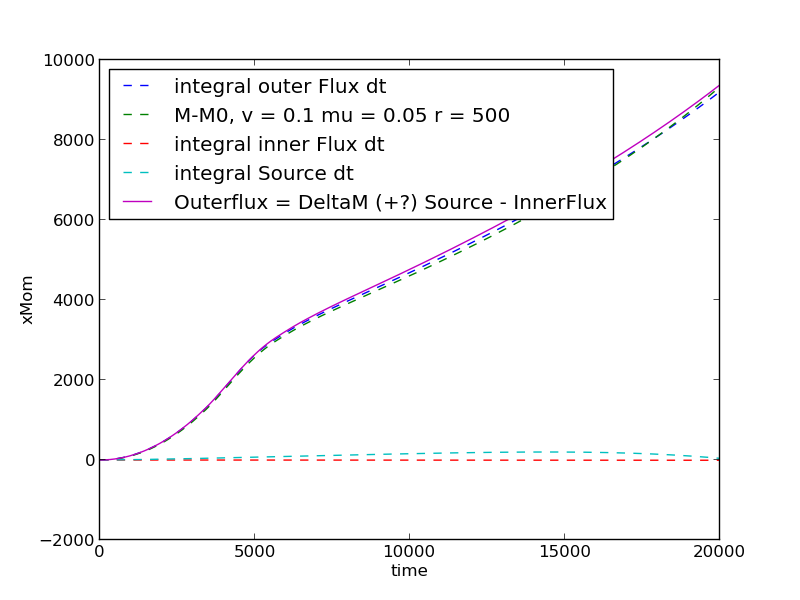 10000
8000
6000
4000
2000
0
−2000
xMom
integral outer Flux dt
M-M0, v = 0.1 mu = 0.05 r = 500
integral inner Flux dt
integral Source dt
Outerflux = DeltaM (+?) Source - InnerFlux
0 5000 10000 15000 20000
time